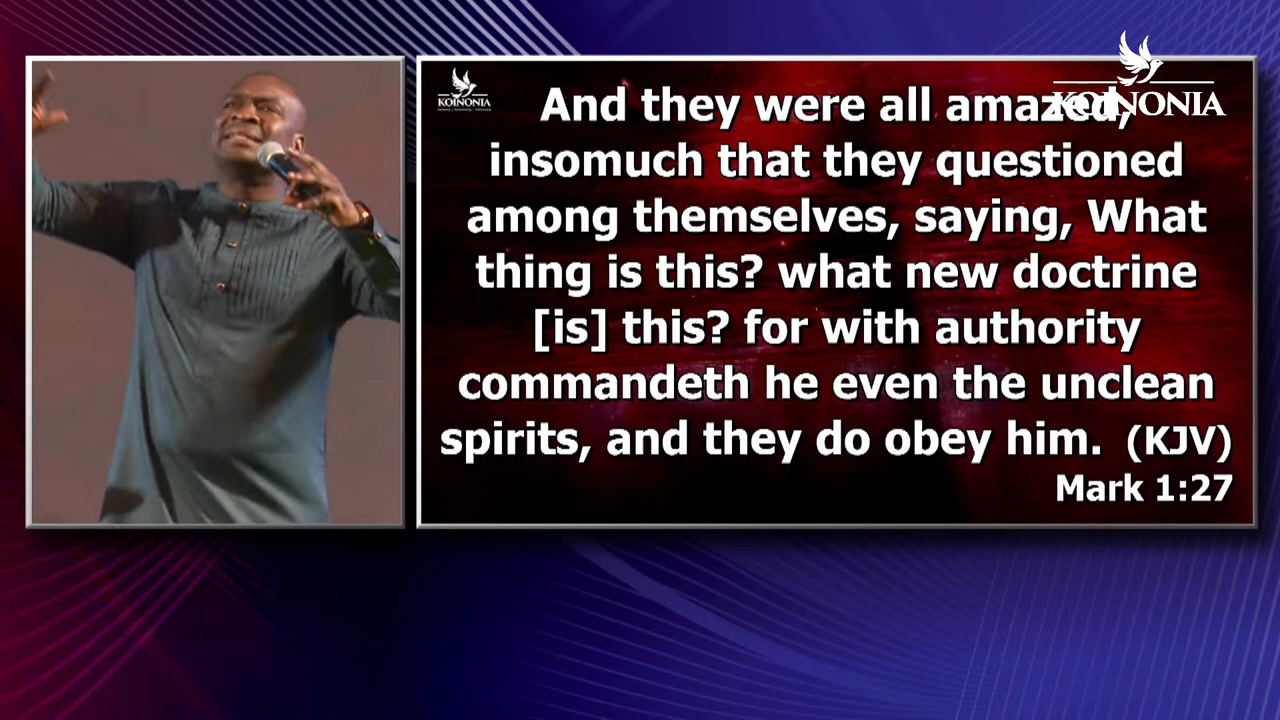 KOINONIA
KOINONIA
And they were all amazed,
insomuch that they questioned
among themselves, saying, What
thing is this? what new doctrine
[is] this? for with authority
commandeth he even the unclean
spirits, and they do obey him. (KJV)
Mark 1:27